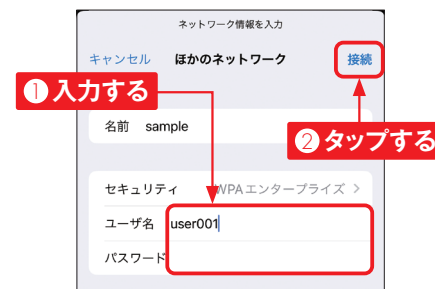 ネットワーク情報を入力
キャンセル ほかのネットワーク 接続
❶入力する
名前 sample
❷タップする
セキュリティ WPAエンタープライズ >
ユーザ名 user001
パスワード